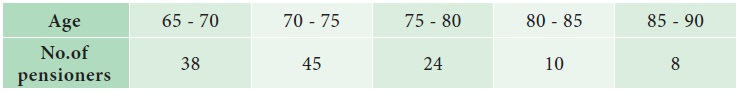 Age 65 - 70 70 - 75 75 - 80 80 - 85 85 - 90
No.of
pensioners 38 45 24 10 8